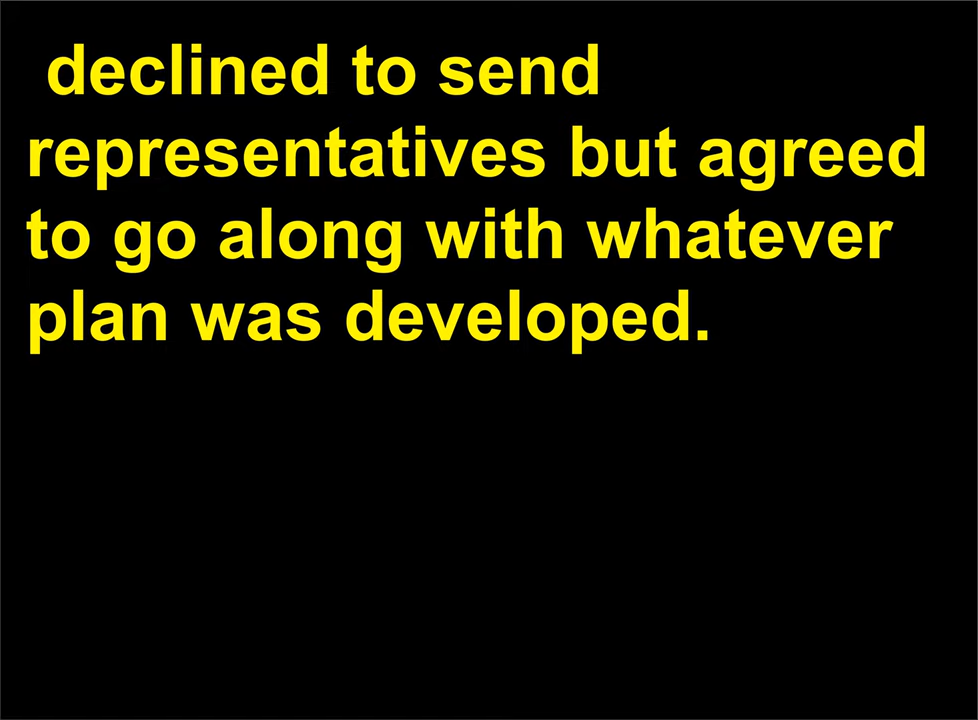 declined to send
representatives but agreed
to go along with whatever
plan was developed.